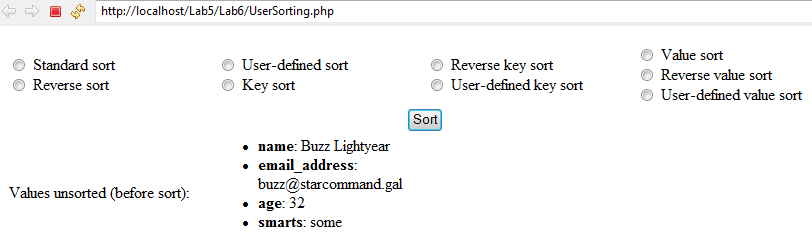 http://localhost/Lab5/Lab6/UserSorting.php
Standard sort
Reverse sort
User-defined sort
Key sort
Reverse key sort
User-defined key sort
Value sort
Reverse value sort
User-defined value sort
Sort
Values unsorted (before sort):
name: Buzz Lightyear
email_address:
buzz@starcommand.gal
age: 32
smarts: some